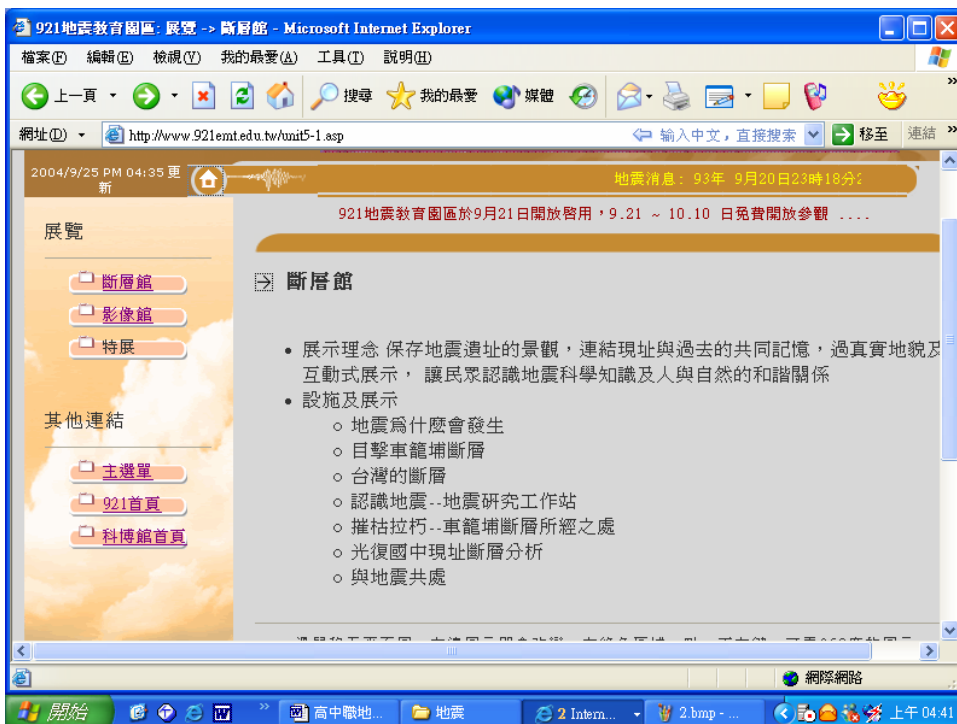 921地震教育園區: 展覽 -> 斷層館 - Microsoft Internet Explorer
檔案(F) 編輯(E) 檢視(V) 我的最愛(A) 工具(T) 說明(H)
上一頁 搜尋 我的最愛 媒體
網址(D) http://www.921emt.edu.tw/unit5-1.asp 输入中文，直接搜索 移至 連結 »
2004/9/25 PM 04:35 更
新
地震消息: 93年 9月20日23時18分
921地震教育園區於9月21日開放啓用，9.21 ~ 10.10 日免費開放參觀 ....
展覽
斷層館
影像館
特展
其他連結
主選單
921首頁
科博館首頁
斷層館
• 展示理念 保存地震遺址的景觀，連結現址與過去的共同記憶，過真實地貌及
互動式展示， 讓民眾認識地震科學知識及人與自然的和諧關係
• 設施及展示
○ 地震爲什麼會發生
○ 目擊車籠埔斷層
○ 台灣的斷層
○ 認識地震--地震研究工作站
○ 摧枯拉朽--車籠埔斷層所經之處
○ 光復國中現址斷層分析
○ 與地震共處
網際網路
開始 » 高中職地... 地震 2 Intern... 2.bmp - ... 上午 04:41